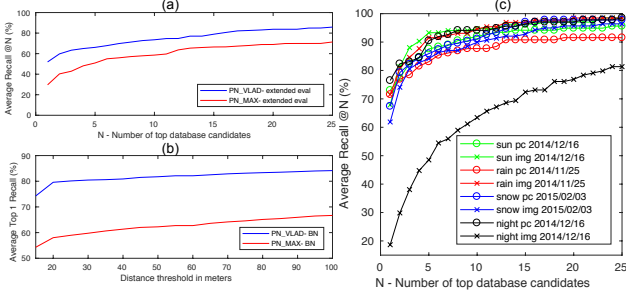 (a)
Average Recall @N (%)
80
60
40
20
0
0
5
10
15
20
25
PN_VLAD- extended eval
PN_MAX- extended eval
N - Number of top database candidates
(b)
Average Top 1 Recall (%)
90
80
70
60
50
20
30
40
50
60
70
80
90
100
PN_VLAD- BN
PN_MAX- BN
Distance threshold in meters
(c)
Average Recall @N (%)
100
90
80
70
60
50
40
30
20
0
5
10
15
20
25
sun pc 2014/12/16
sun img 2014/12/16
rain pc 2014/11/25
rain img 2014/11/25
snow pc 2015/02/03
snow img 2015/02/03
night pc 2014/12/16
night img 2014/12/16
N - Number of top database candidates